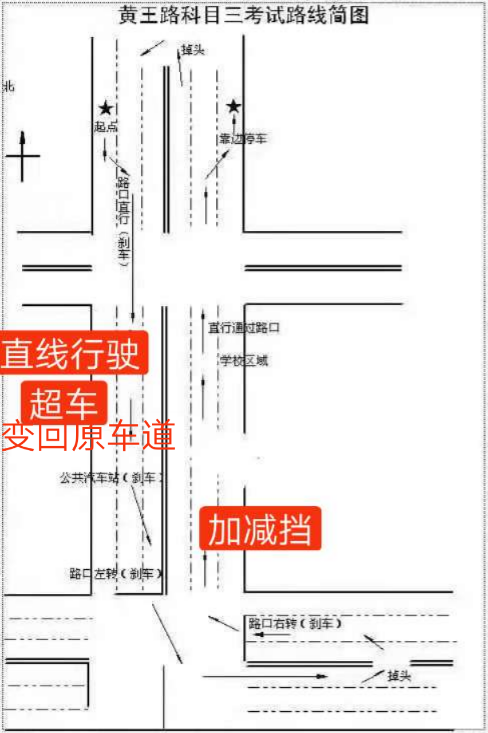 黄王路科目三考试路线简图
掉头
北
起点
靠边停车
路口直行(刹车)
直行通过路口
直线行驶
学校区域
超车
变回原车道
公共汽车站(刹车)
加减挡
路口左转(刹车)
路口右转(刹车)
掉头